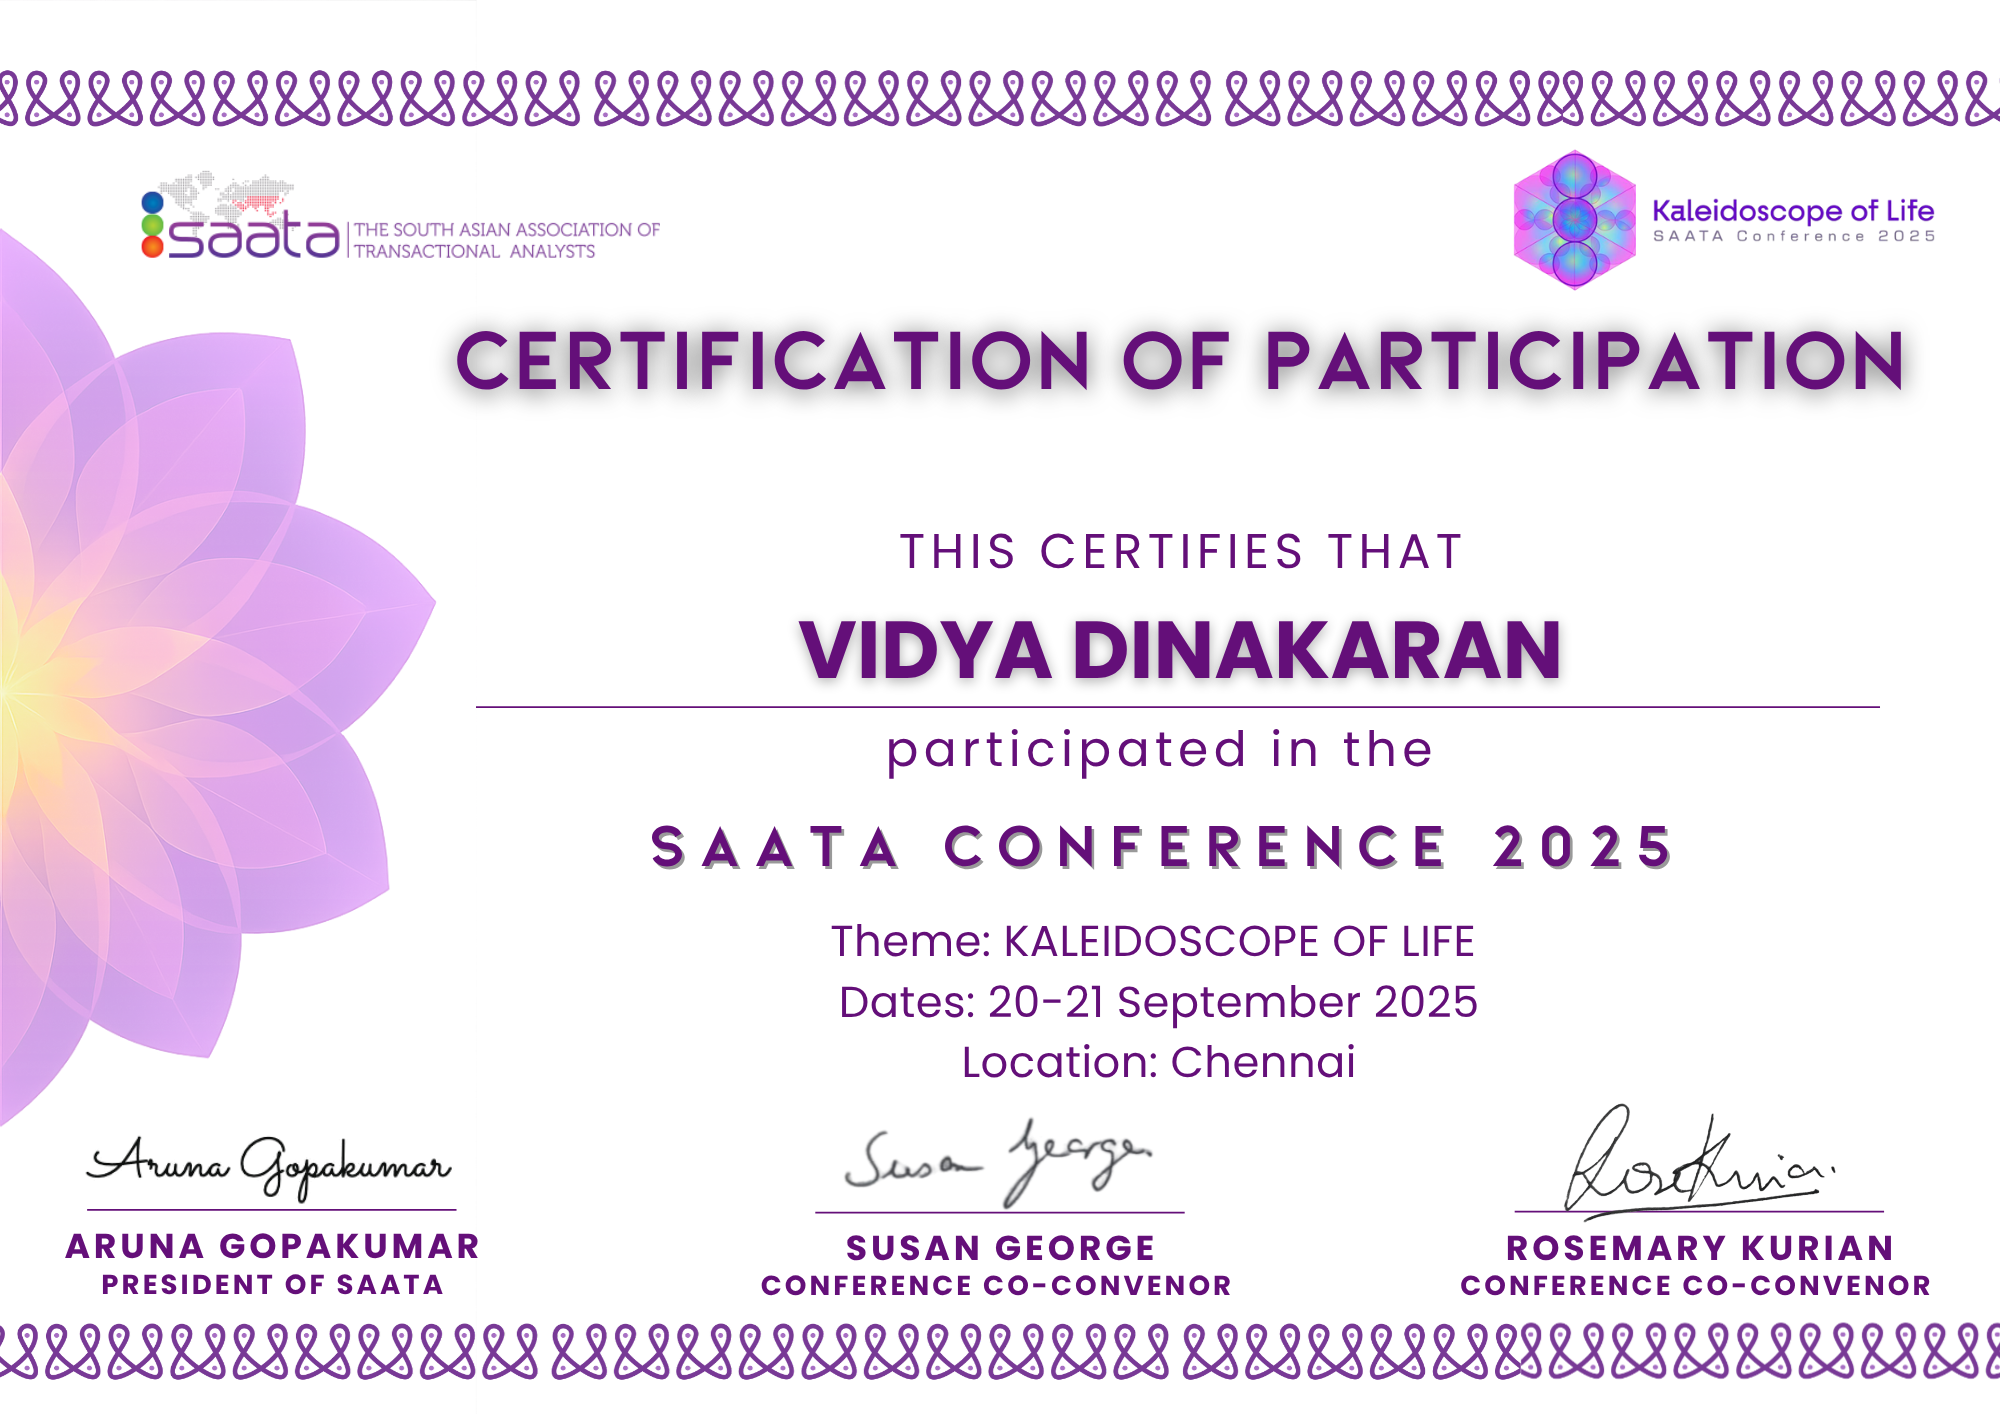 saata
THE SOUTH ASIAN ASSOCIATION OF
TRANSACTIONAL ANALYSTS
Kaleidoscope of Life
SAATA Conference 2025
CERTIFICATION OF PARTICIPATION
THIS CERTIFIES THAT
VIDYA DINAKARAN
participated in the
SAATA CONFERENCE 2025
Theme: KALEIDOSCOPE OF LIFE
Dates: 20-21 September 2025
Location: Chennai
Aruna Gopakumar
ARUNA GOPAKUMAR
PRESIDENT OF SAATA
Susan George
SUSAN GEORGE
CONFERENCE CO-CONVENOR
RoseKurian
ROSEMARY KURIAN
CONFERENCE CO-CONVENOR